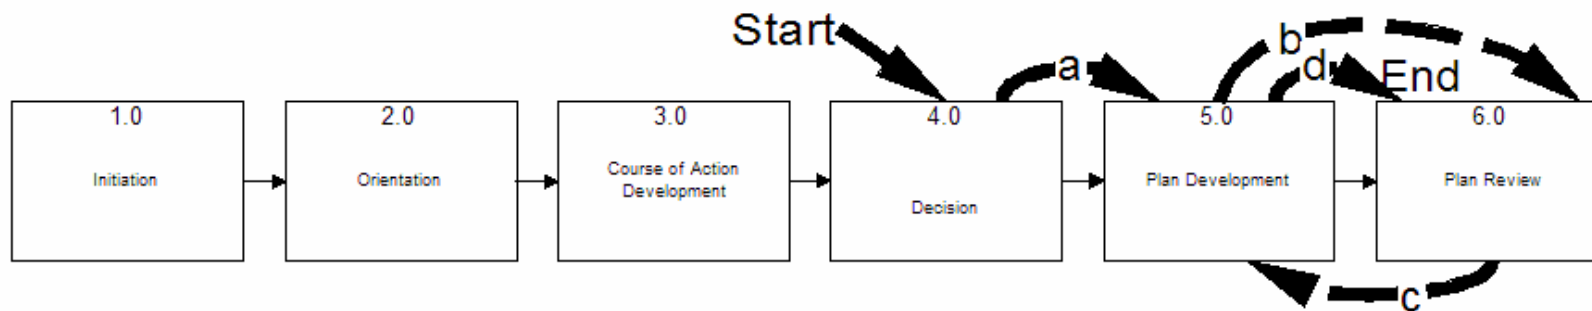 Start
a
b
d
End
1.0
Initiation
2.0
Orientation
3.0
Course of Action
Development
4.0
Decision
5.0
Plan Development
6.0
Plan Review
c